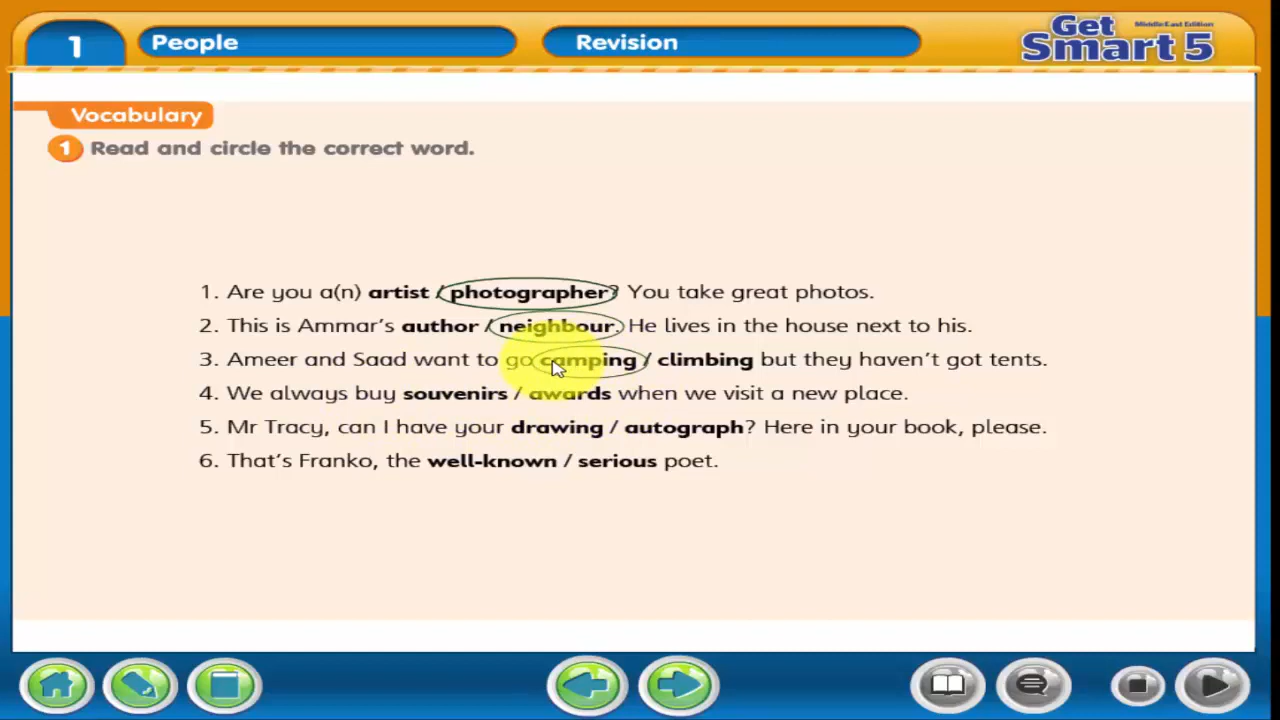 1
People
Revision
Get Smart 5
Middle East Edition
Vocabulary
1 Read and circle the correct word.
1. Are you a(n) artist / photographer? You take great photos.
2. This is Ammar's author / neighbour. He lives in the house next to his.
3. Ameer and Saad want to go camping / climbing but they haven't got tents.
4. We always buy souvenirs / awards when we visit a new place.
5. Mr Tracy, can I have your drawing / autograph? Here in your book, please.
6. That's Franko, the well-known / serious poet.